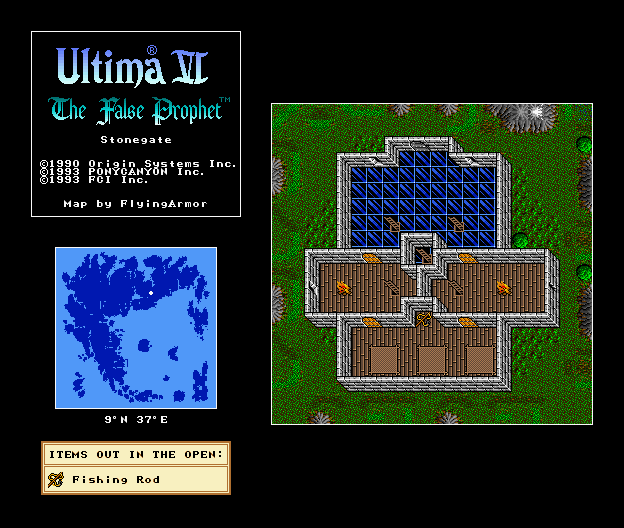 Ultima® VI
The False Prophet™
Stonegate
©1990 Origin Systems Inc.
©1993 PONYCANYON Inc.
©1993 FCI Inc.
Map by FlyingArmor
9°N 37°E
ITEMS OUT IN THE OPEN:
Fishing Rod